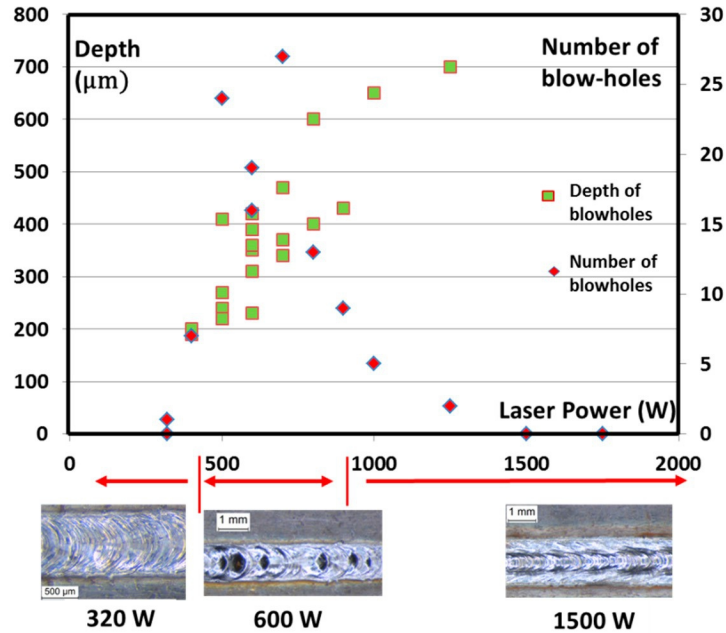 800
700
600
500
400
300
200
100
0
Depth
(µm)
Number of
blow-holes
30
25
20
15
10
5
0
Depth of
blowholes
Number of
blowholes
Laser Power (W)
0
500
1000
1500
2000
500 µm
1 mm
1 mm
320 W
600 W
1500 W